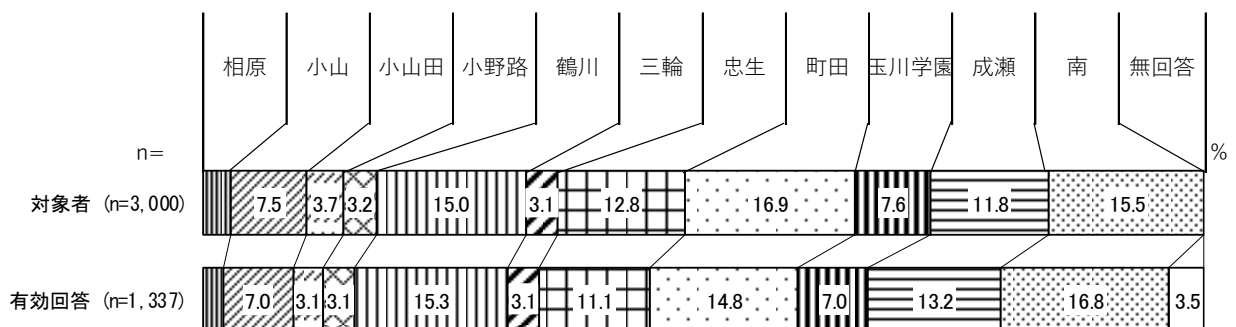 相原 小山 小山田 小野路 鶴川 三輪 忠生 町田 玉川学園 成瀬 南 無回答
n= %
対象者 (n=3,000) 7.5 3.7 3.2 15.0 3.1 12.8 16.9 7.6 11.8 15.5
有効回答 (n=1,337) 7.0 3.1 3.1 15.3 3.1 11.1 14.8 7.0 13.2 16.8 3.5